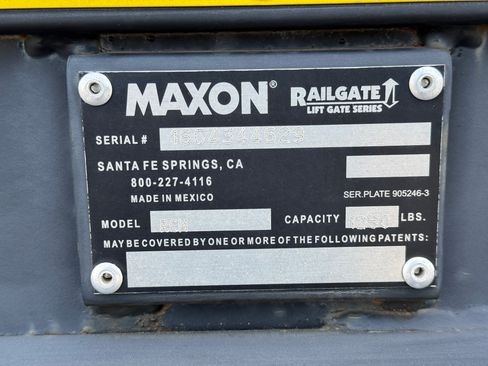 MAXON® RAILGATE
LIFT GATE SERIES
SERIAL #
SANTA FE SPRINGS, CA
800-227-4116
MADE IN MEXICO
SER.PLATE 905246-3
MODEL CAPACITY LBS.
MAY BE COVERED BY ONE OR MORE OF THE FOLLOWING PATENTS: